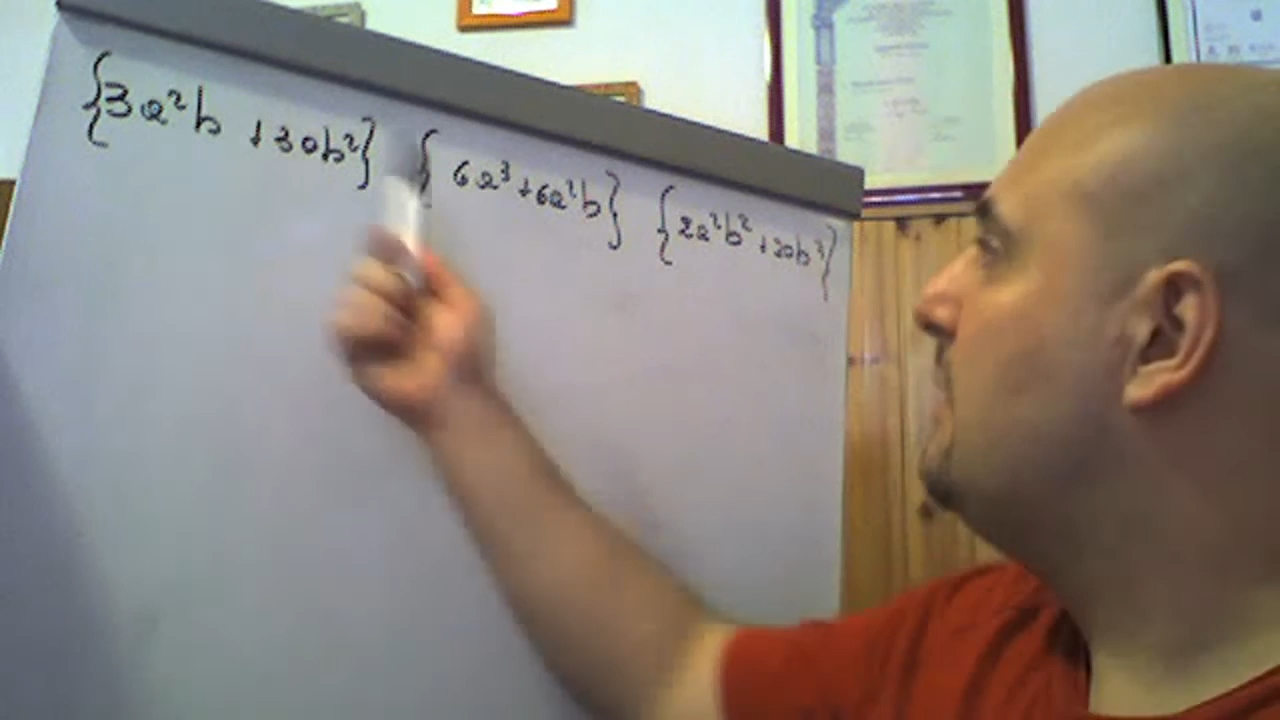 {3a²b + 3ab²} { 6a³ + 6a²b} {2a²b² + 2ab³}